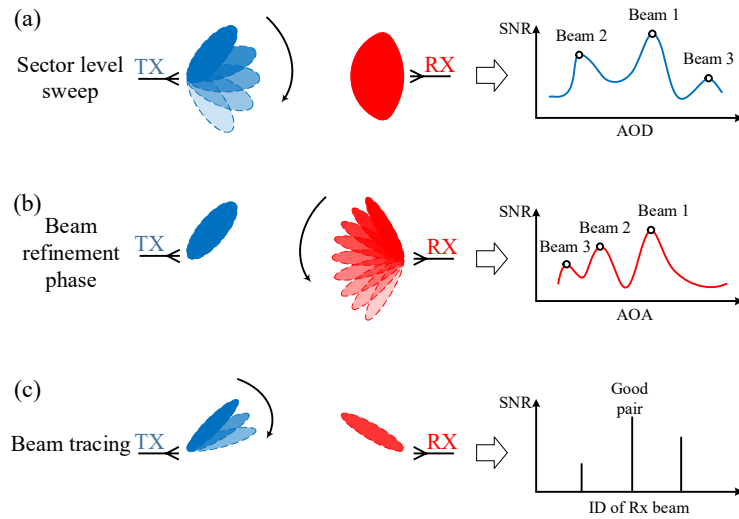 (a)
Sector level
sweep
TX
RX
SNR
Beam 1
Beam 2
Beam 3
AOD
(b)
Beam
refinement
phase
TX
RX
SNR
Beam 1
Beam 2
Beam 3
AOA
(c)
Beam tracing
TX
RX
SNR
Good
pair
ID of Rx beam